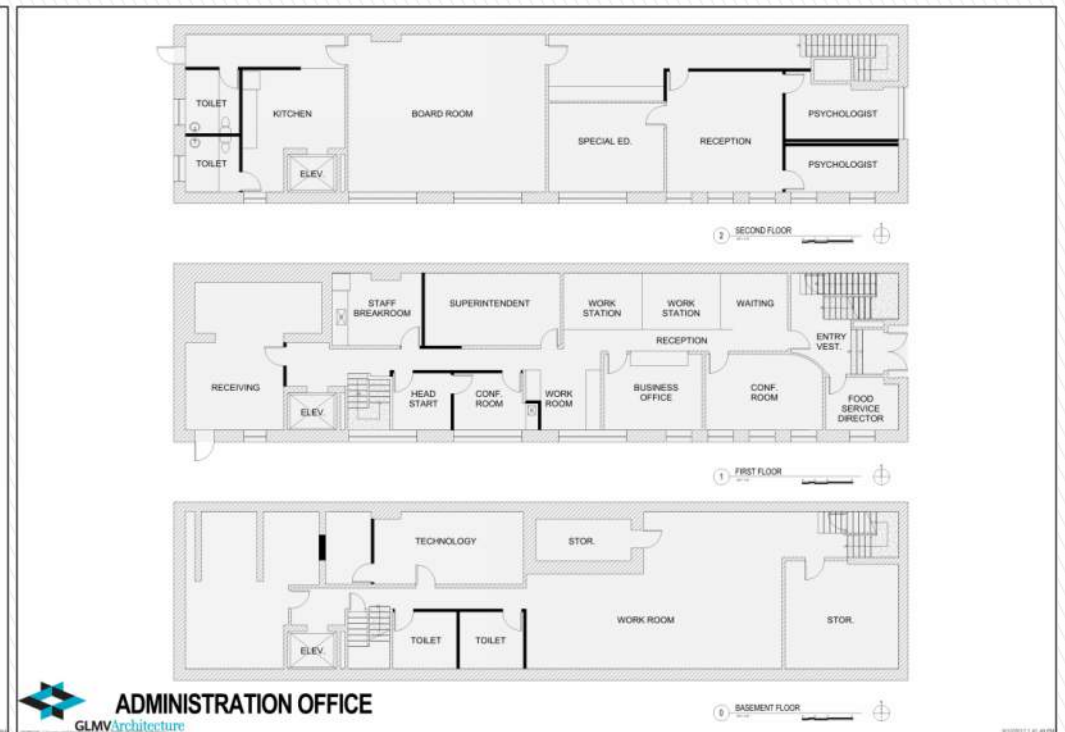 TOILET
KITCHEN
BOARD ROOM
PSYCHOLOGIST
SPECIAL ED.
RECEPTION
TOILET
ELEV.
PSYCHOLOGIST
2 SECOND FLOOR
STAFF
BREAKROOM
SUPERINTENDENT
WORK
STATION
WORK
STATION
WAITING
RECEPTION
ENTRY
VEST.
RECEIVING
HEAD
START
CONF.
ROOM
WORK
ROOM
BUSINESS
OFFICE
CONF.
ROOM
FOOD
SERVICE
DIRECTOR
ELEV.
1 FIRST FLOOR
TECHNOLOGY
STOR.
WORK ROOM
STOR.
TOILET
TOILET
ELEV.
0 BASEMENT FLOOR
ADMINISTRATION OFFICE
GLMVArchitecture